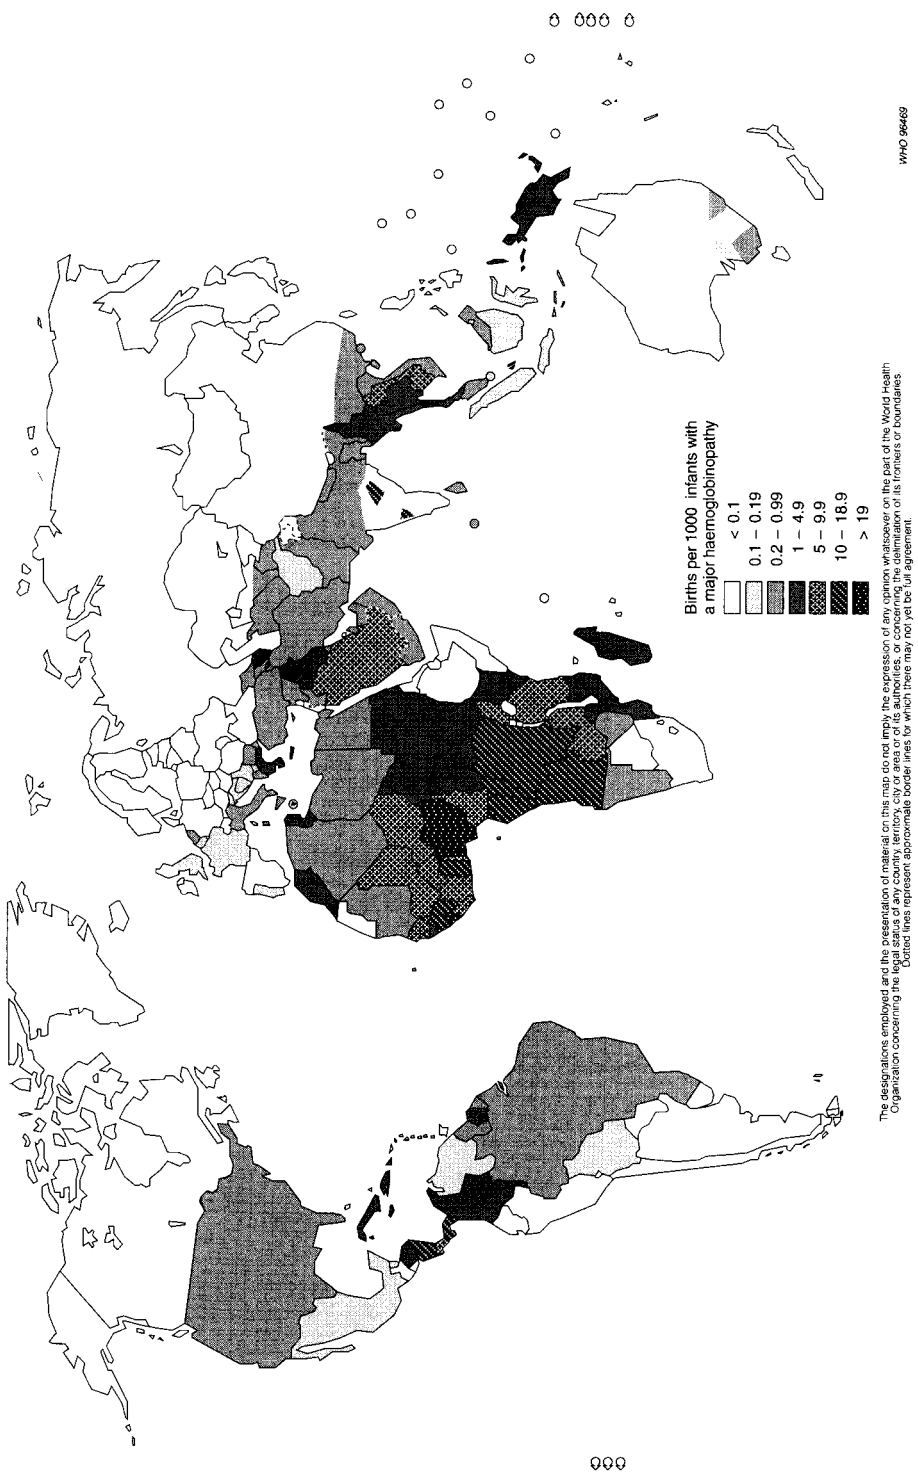 Births per 1000 infants with
a major haemoglobinopathy
< 0.1
0.1 – 0.19
0.2 – 0.99
1 – 4.9
5 – 9.9
10 – 18.9
> 19
WHO 96469
The designations employed and the presentation of material on this map do not imply the expression of any opinion whatsoever on the part of the World Health
Organization concerning the legal status of any country, territory, city or area or of its authorities, or concerning the delimitation of its frontiers or boundaries.
Dotted lines represent approximate border lines for which there may not yet be full agreement.